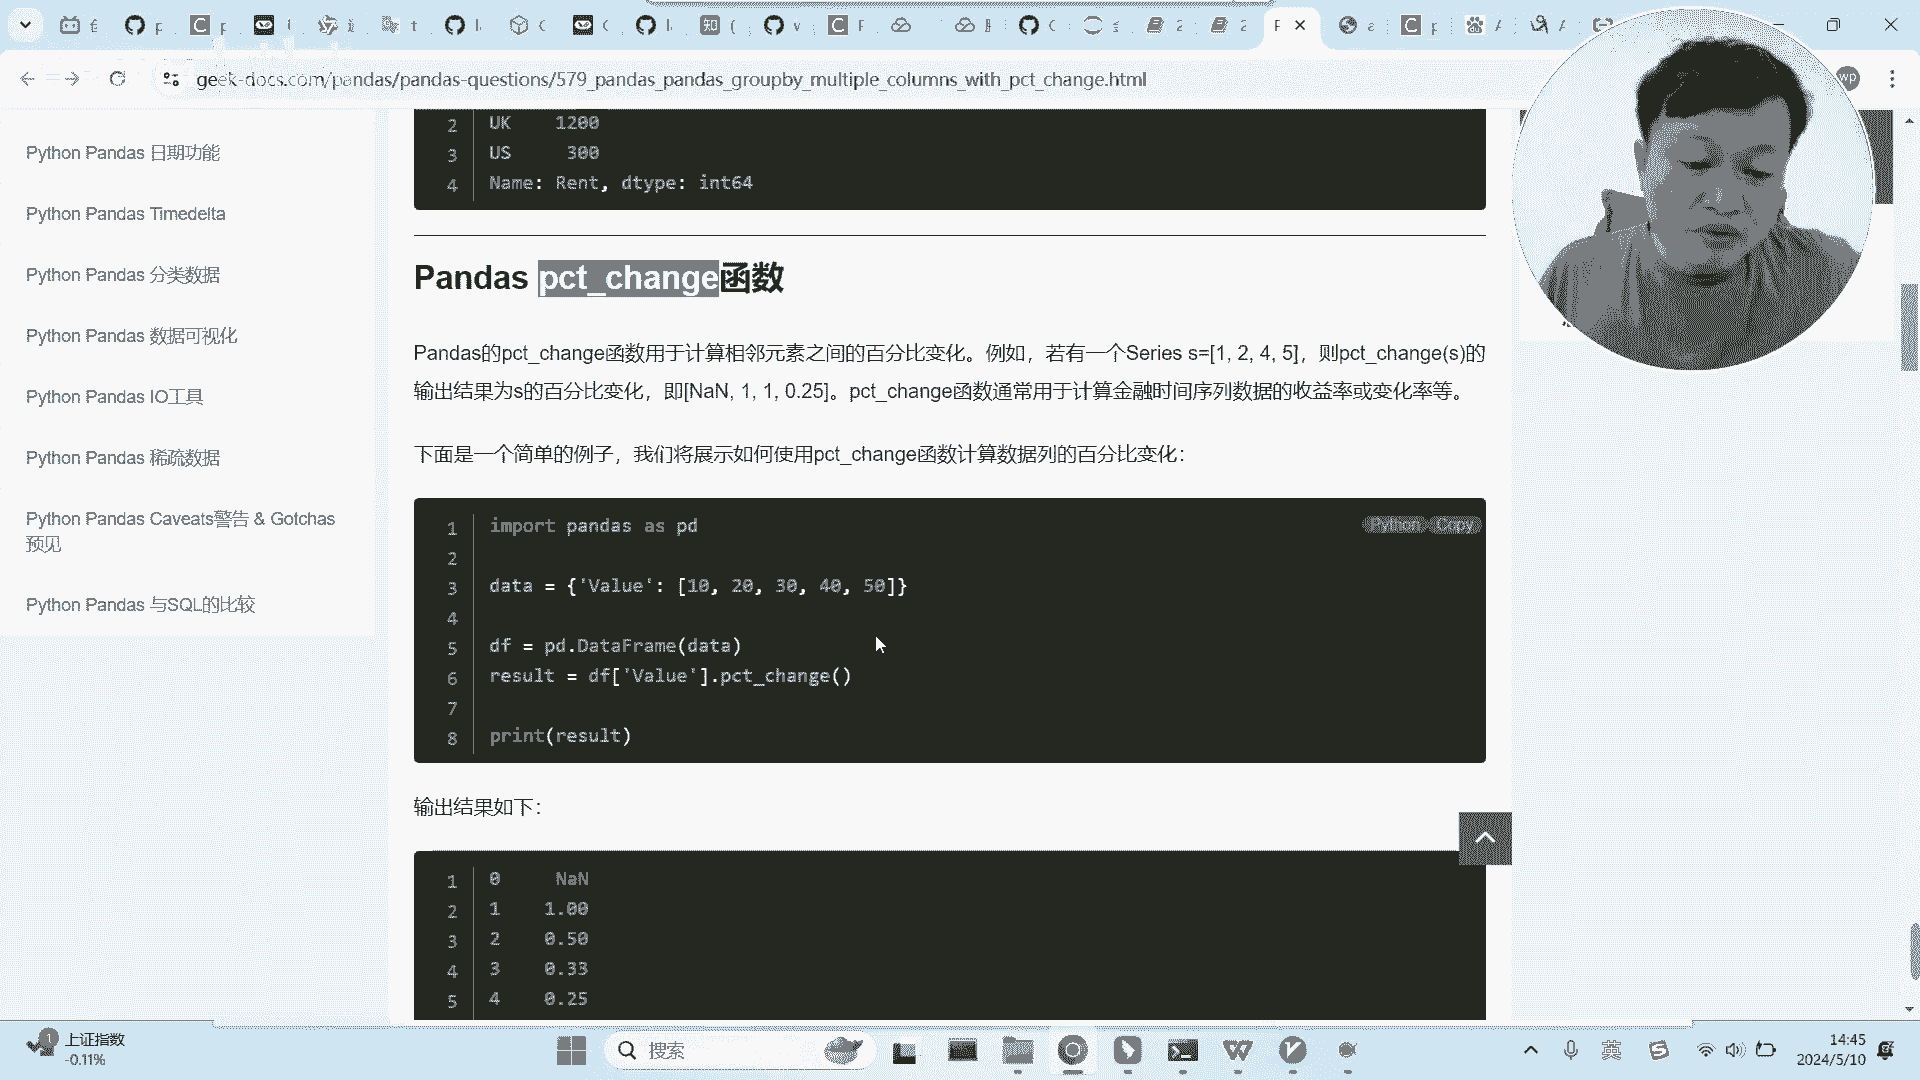 geek-docs.com/pandas/pandas-questions/579_pandas_pandas_groupby_multiple_columns_with_pct_change.html
wp
Python Pandas 日期功能
Python Pandas Timedelta
Python Pandas 分类数据
Python Pandas 数据可视化
Python Pandas IO工具
Python Pandas 稀疏数据
Python Pandas Caveats警告 & Gotchas
预见
Python Pandas 与SQL的比较
2 UK 1200
3 US 300
4 Name: Rent, dtype: int64
Pandas pct_change函数
Pandas的pct_change函数用于计算相邻元素之间的百分比变化。例如，若有一个Series s=[1, 2, 4, 5]，则pct_change(s)的
输出结果为s的百分比变化，即[NaN, 1, 1, 0.25]。pct_change函数通常用于计算金融时间序列数据的收益率或变化率等。
下面是一个简单的例子，我们将展示如何使用pct_change函数计算数据列的百分比变化：
Python Copy
1 import pandas as pd
2
3 data = {'Value': [10, 20, 30, 40, 50]}
4
5 df = pd.DataFrame(data)
6 result = df['Value'].pct_change()
7
8 print(result)
输出结果如下：
1 0 NaN
2 1 1.00
3 2 0.50
4 3 0.33
5 4 0.25
上证指数
-0.11%
搜索
英
14:45
2024/5/10